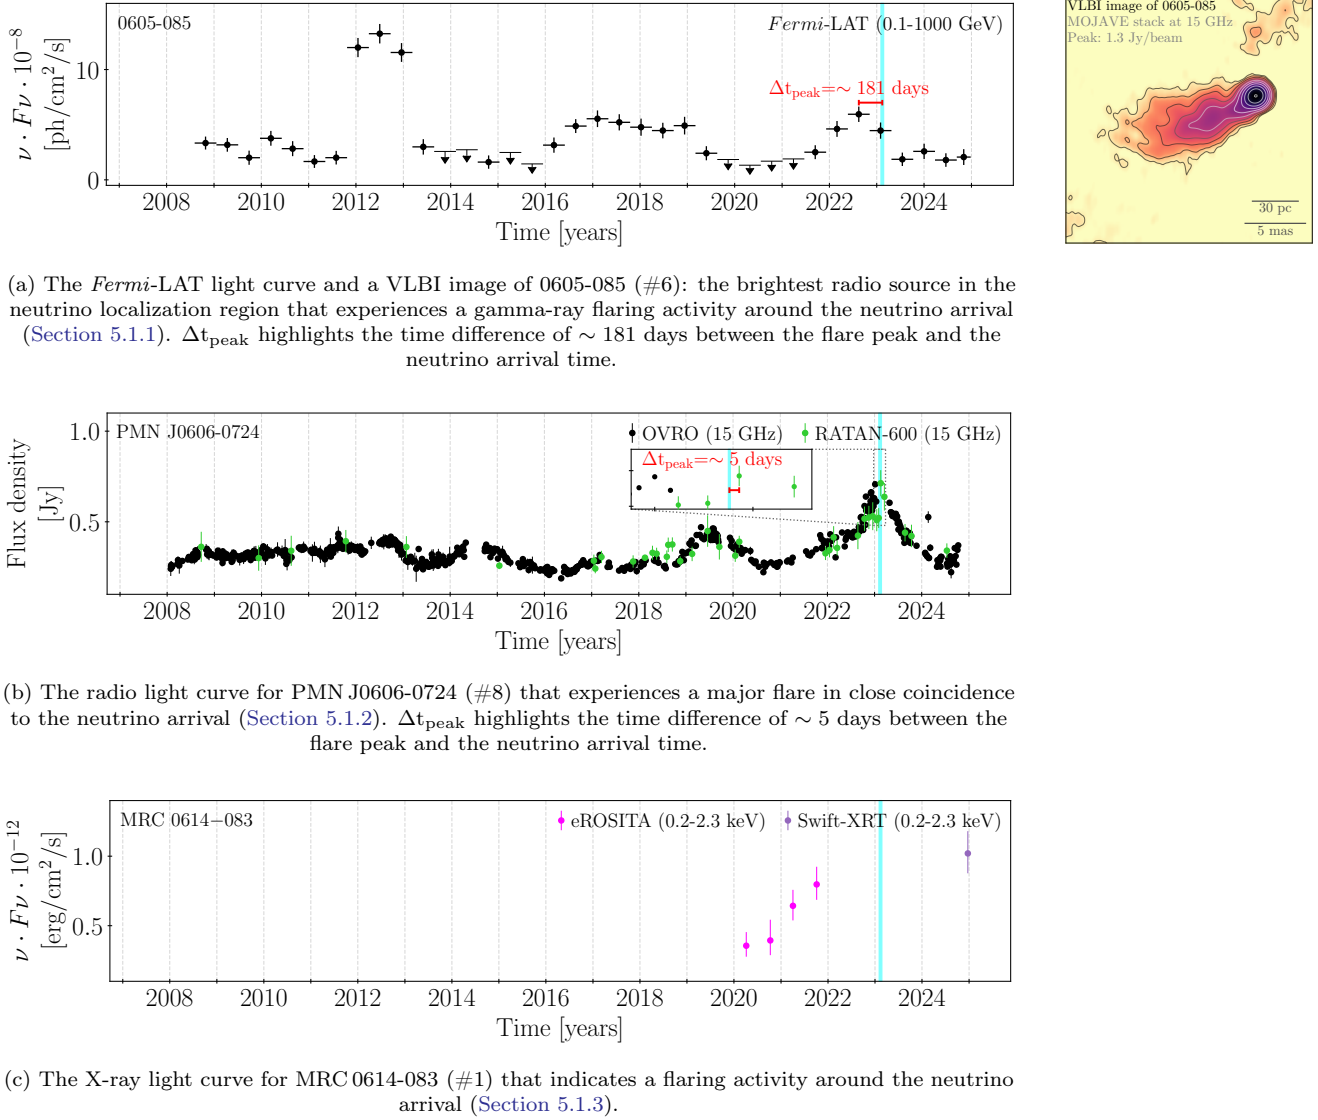 0605-085
Fermi-LAT (0.1-1000 GeV)
Δt_peak=∼ 181 days
ν · Fν · 10⁻⁸
[ph/cm²/s]
10
0
2008 2010 2012 2014 2016 2018 2020 2022 2024
Time [years]
VLBI image of 0605-085
MOJAVE stack at 15 GHz
Peak: 1.3 Jy/beam
30 pc
5 mas
(a) The Fermi-LAT light curve and a VLBI image of 0605-085 (#6): the brightest radio source in the
neutrino localization region that experiences a gamma-ray flaring activity around the neutrino arrival
(Section 5.1.1). Δt_peak highlights the time difference of ∼ 181 days between the flare peak and the
neutrino arrival time.
PMN J0606-0724
OVRO (15 GHz) RATAN-600 (15 GHz)
Δt_peak=∼ 5 days
Flux density
[Jy]
1.0
0.5
2008 2010 2012 2014 2016 2018 2020 2022 2024
Time [years]
(b) The radio light curve for PMN J0606-0724 (#8) that experiences a major flare in close coincidence
to the neutrino arrival (Section 5.1.2). Δt_peak highlights the time difference of ∼ 5 days between the
flare peak and the neutrino arrival time.
MRC 0614−083
eROSITA (0.2-2.3 keV) Swift-XRT (0.2-2.3 keV)
ν · Fν · 10⁻¹²
[erg/cm²/s]
1.0
0.5
2008 2010 2012 2014 2016 2018 2020 2022 2024
Time [years]
(c) The X-ray light curve for MRC 0614-083 (#1) that indicates a flaring activity around the neutrino
arrival (Section 5.1.3).